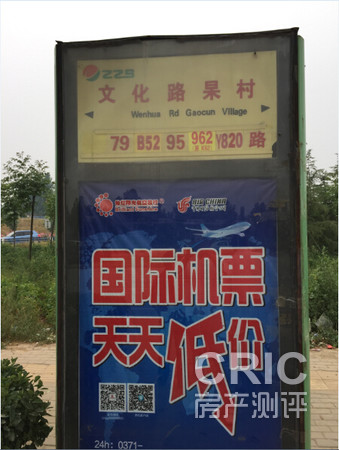 文化路杲村
Wenhua Rd Gaocun Village
79 B52 95 962 Y820 路
国际机票
天天低价
24h: 0371-
CRIC
房产测评